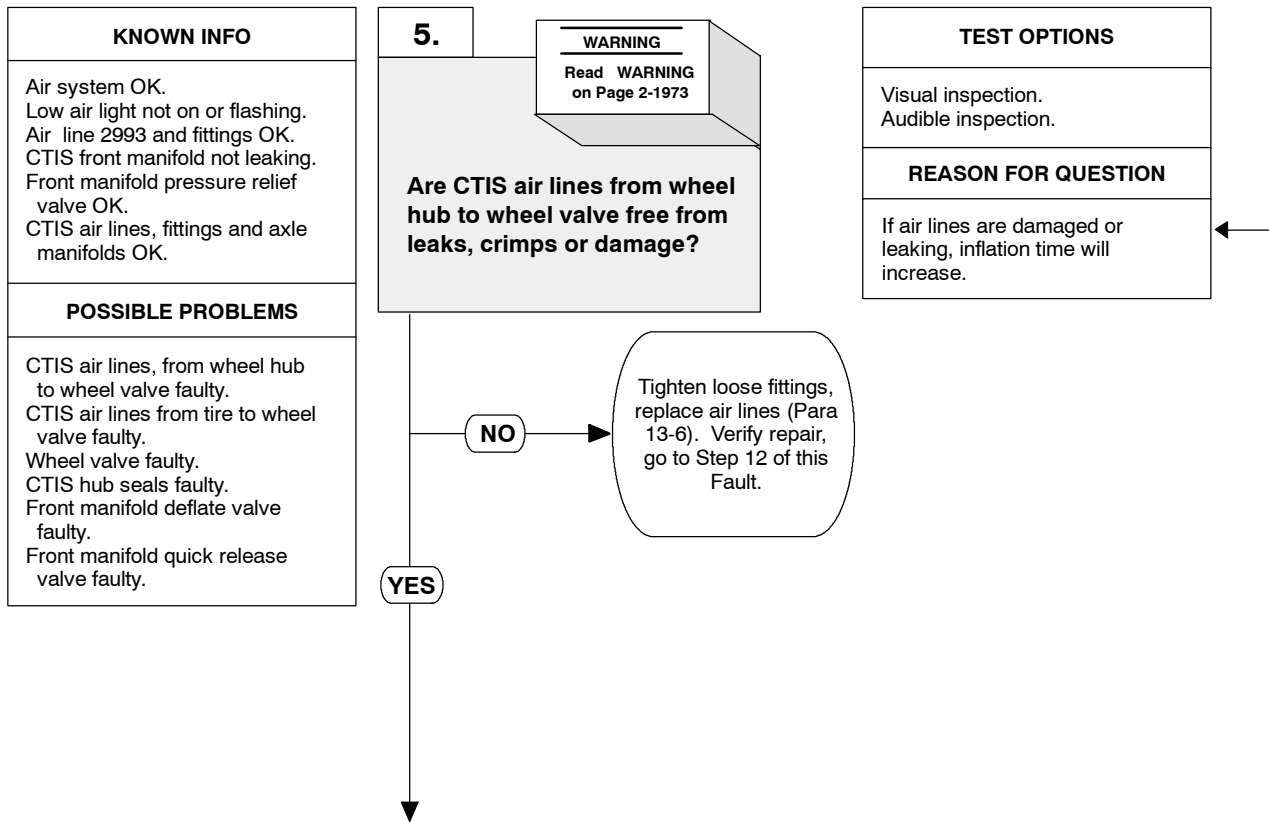 KNOWN INFO
Air system OK.
Low air light not on or flashing.
Air line 2993 and fittings OK.
CTIS front manifold not leaking.
Front manifold pressure relief
valve OK.
CTIS air lines, fittings and axle
manifolds OK.
POSSIBLE PROBLEMS
CTIS air lines, from wheel hub
to wheel valve faulty.
CTIS air lines from tire to wheel
valve faulty.
Wheel valve faulty.
CTIS hub seals faulty.
Front manifold deflate valve
faulty.
Front manifold quick release
valve faulty.
5.
WARNING
Read WARNING
on Page 2-1973
Are CTIS air lines from wheel
hub to wheel valve free from
leaks, crimps or damage?
NO
Tighten loose fittings,
replace air lines (Para
13-6). Verify repair,
go to Step 12 of this
Fault.
YES
TEST OPTIONS
Visual inspection.
Audible inspection.
REASON FOR QUESTION
If air lines are damaged or
leaking, inflation time will
increase.